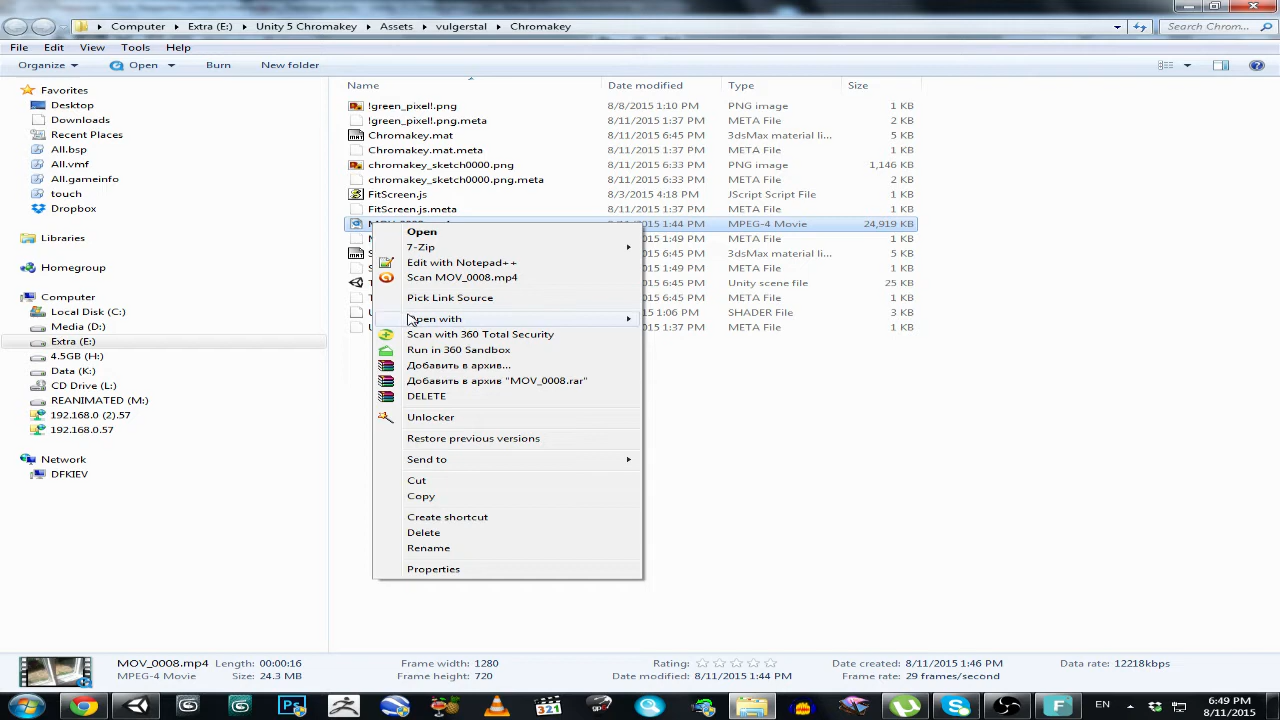 Computer ▸ Extra (E:) ▸ Unity 5 Chromakey ▸ Assets ▸ vulgerstal ▸ Chromakey
Search Chromak...
File Edit View Tools Help
Organize Open Burn New folder
Favorites
Desktop
Downloads
Recent Places
All.bsp
All.vmf
All.gameinfo
touch
Dropbox
Libraries
Homegroup
Computer
Local Disk (C:)
Media (D:)
Extra (E:)
4.5GB (H:)
Data (K:)
CD Drive (L:)
REANIMATED (M:)
192.168.0 (2).57
192.168.0.57
Network
DFKIEV
Name Date modified Type Size
!green_pixel!.png 8/8/2015 1:10 PM PNG image 1 KB
!green_pixel!.png.meta 8/11/2015 1:37 PM META File 2 KB
Chromakey.mat 8/11/2015 6:45 PM 3dsMax material li... 5 KB
Chromakey.mat.meta 8/11/2015 1:37 PM META File 1 KB
chromakey_sketch0000.png 8/11/2015 6:33 PM PNG image 1,146 KB
chromakey_sketch0000.png.meta 8/11/2015 6:45 PM META File 2 KB
FitScreen.js 8/3/2015 4:18 PM JScript Script File 1 KB
FitScreen.js.meta 8/11/2015 1:37 PM META File 1 KB
1:44 PM MPEG-4 Movie 24,919 KB
1:49 PM META File 1 KB
6:45 PM 3dsMax material li... 5 KB
1:49 PM META File 1 KB
6:45 PM Unity scene file 25 KB
1:37 PM META File 1 KB
1:06 PM SHADER File 3 KB
1:37 PM META File 1 KB
Open
7-Zip
Edit with Notepad++
Scan MOV_0008.mp4
Pick Link Source
Open with
Scan with 360 Total Security
Run in 360 Sandbox
Добавить в архив...
Добавить в архив "MOV_0008.rar"
DELETE
Unlocker
Restore previous versions
Send to
Cut
Copy
Create shortcut
Delete
Rename
Properties
MOV_0008.mp4 Length: 00:00:16 Frame width: 1280 Rating: Date created: 8/11/2015 1:46 PM Data rate: 12218kbps
MPEG-4 Movie Size: 24.3 MB Frame height: 720 Date modified: 8/11/2015 1:44 PM Frame rate: 29 frames/second
321
EN
6:49 PM
8/11/2015